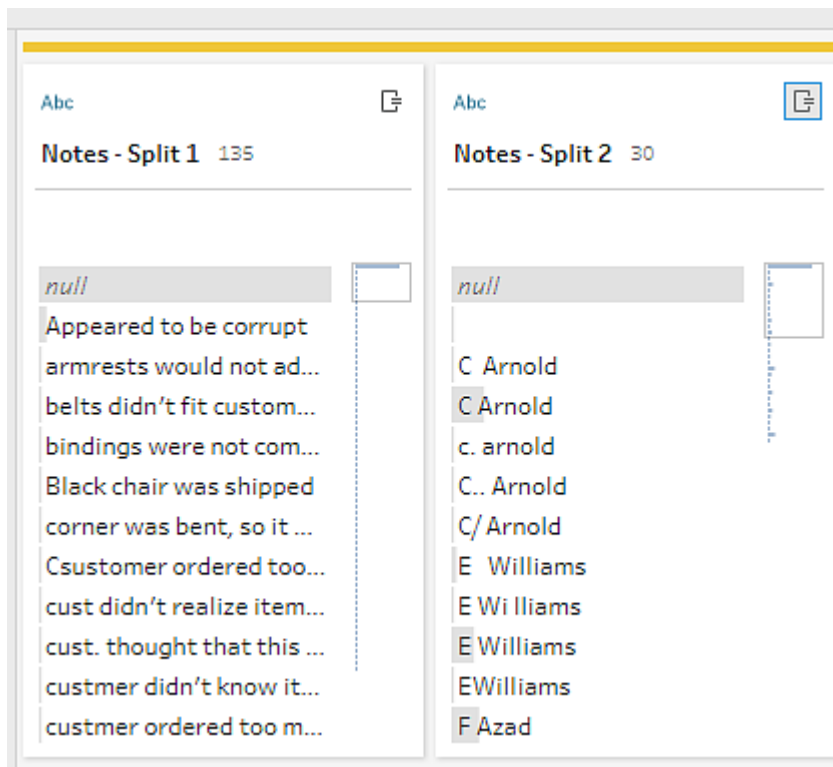 Abc
Notes - Split 1 135
null
Appeared to be corrupt
armrests would not ad...
belts didn't fit custom...
bindings were not com...
Black chair was shipped
corner was bent, so it ...
Csustomer ordered too...
cust didn't realize item...
cust. thought that this ...
custmer didn't know it...
custmer ordered too m...
Abc
Notes - Split 2 30
null
C  Arnold
C Arnold
c. arnold
C.. Arnold
C/ Arnold
E   Williams
E Wi lliams
E Williams
EWilliams
F Azad